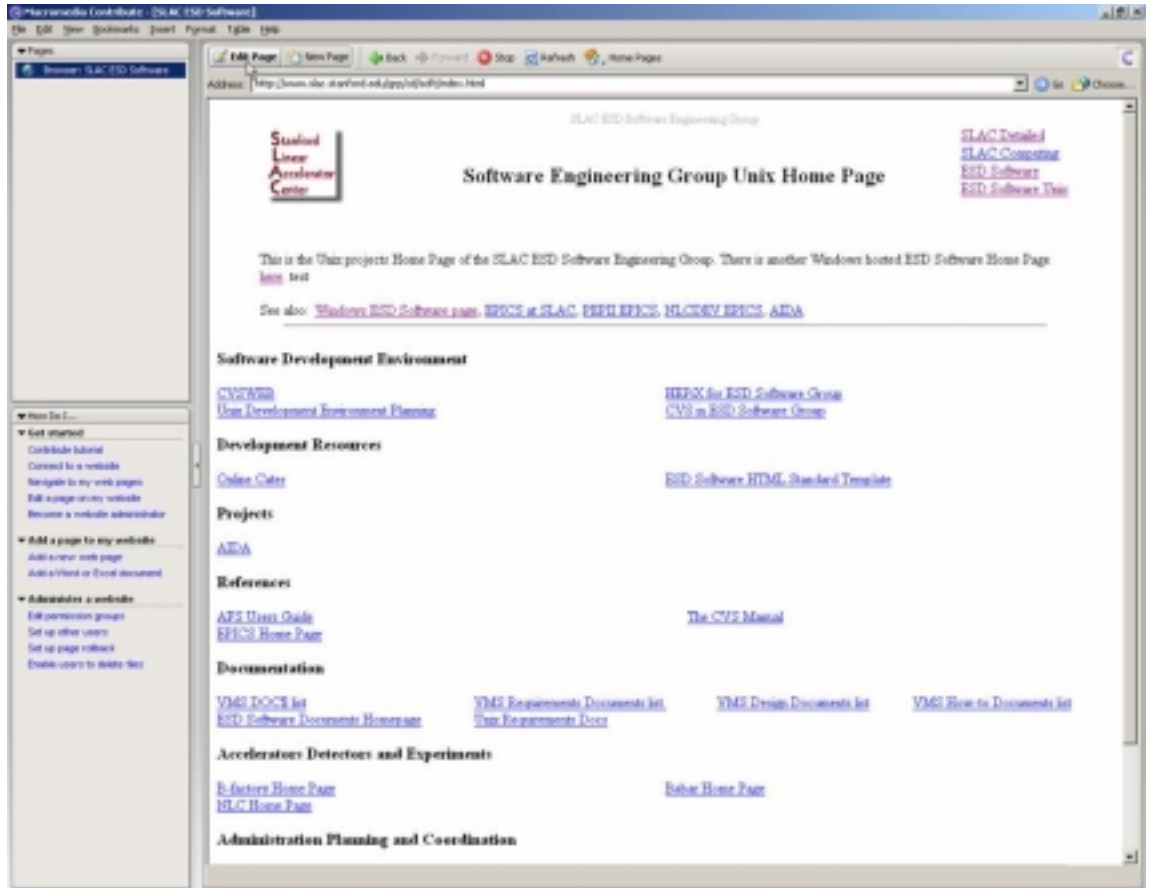 Macromedia Contribute - [SLAC ESD Software]
File Edit View Bookmarks Insert Format Table Help
Pages
Browser: SLAC ESD Software
Edit Page New Page Back Forward Stop Refresh Home Pages
Address: Go Choose...
SLAC ESD Software Engineering Group
Stanford
Linear
Accelerator
Center
Software Engineering Group Unix Home Page
SLAC Detailed
SLAC Computing
ESD Software
ESD Software Unix
This is the Unix projects Home Page of the SLAC ESD Software Engineering Group. There is another Windows hosted ESD Software Home Page
here. test
See also: Windows ESD Software page, EPICS at SLAC, PEPII EPICS, NLCDEV EPICS, AIDA
Software Development Environment
CVSWEB HEPiX for ESD Software Group
Unix Development Environment Planning CVS in ESD Software Group
Development Resources
Online Cater ESD Software HTML Standard Template
Projects
AIDA
References
AFS Users Guide The CVS Manual
EPICS Home Page
Documentation
VMS DOC$ list VMS Requirements Documents list VMS Design Documents list VMS How-to Documents list
ESD Software Documents Homepage Unix Requirements Docs
Accelerators Detectors and Experiments
B-factory Home Page Babar Home Page
NLC Home Page
Administration Planning and Coordination
How Do I...
Get started
Contribute tutorial
Connect to a website
Navigate to my web pages
Edit a page on my website
Become a website administrator
Add a page to my website
Add a new web page
Add a Word or Excel document
Administer a website
Edit permission groups
Set up other users
Set up page rollback
Enable users to delete files